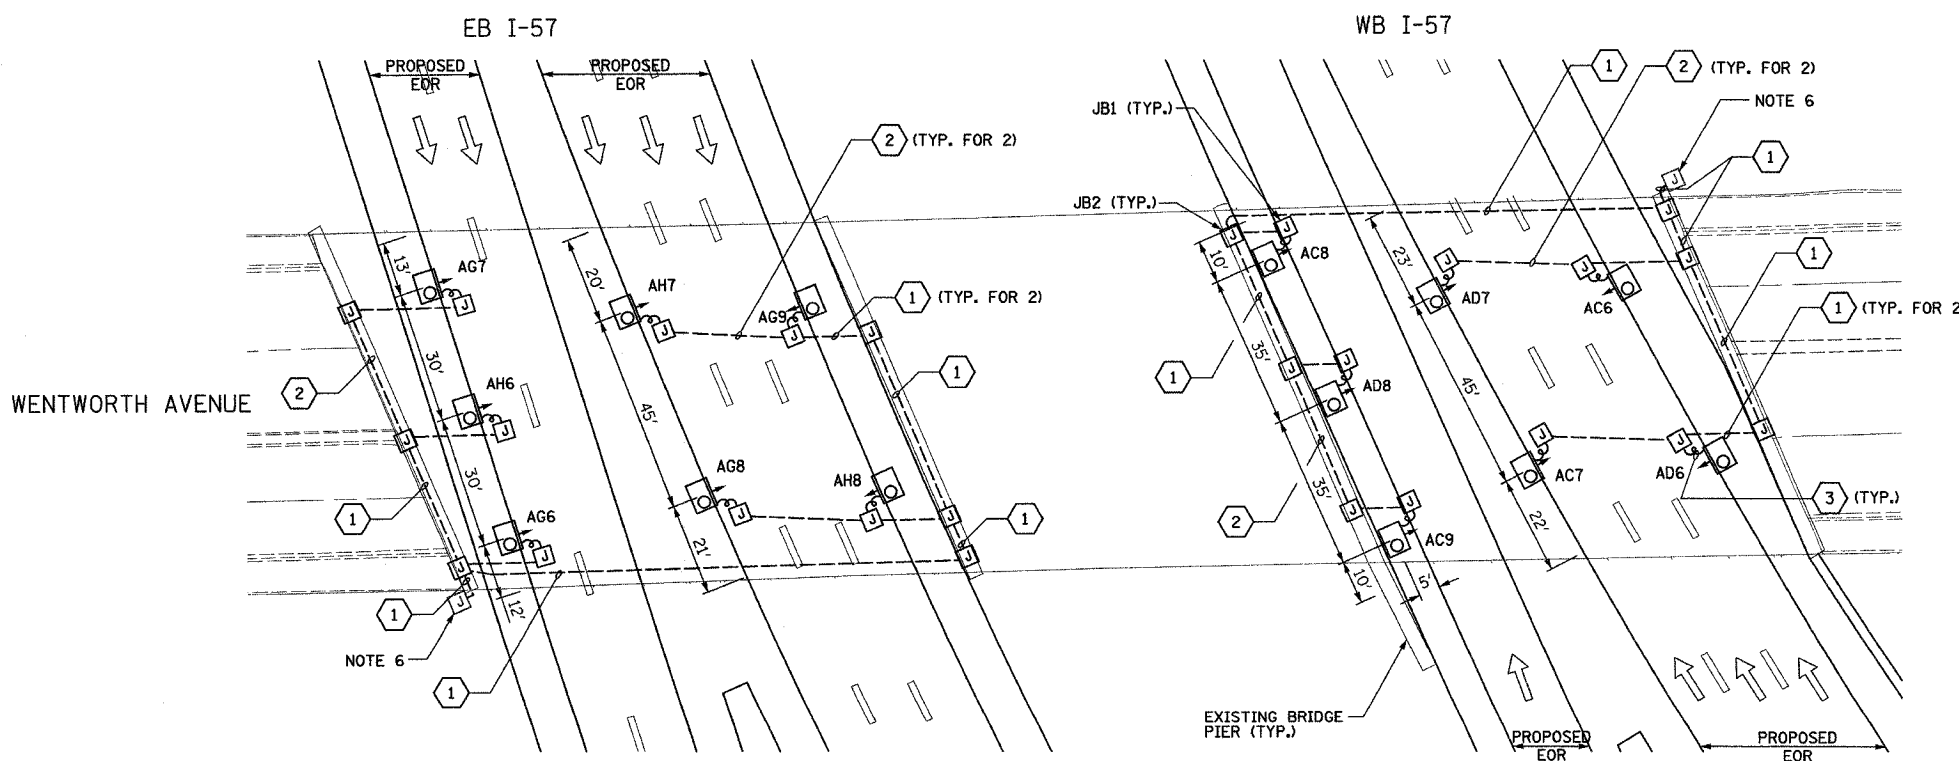 EB I-57
WB I-57
PROPOSED
EOR
PROPOSED
EOR
1
2 (TYP. FOR 2)
NOTE 6
JB1 (TYP.)
J
1
2 (TYP. FOR 2)
JB2 (TYP.)
J
J
J
10'
AC8
23'
J
J
J
1
13'
AG7
20'
AH7
AG9
1 (TYP. FOR 2)
AD7
AC6
1 (TYP. FOR 2
J
J
J
J
J
30'
35'
1
45'
2
J
J
AD8
1
WENTWORTH AVENUE
AH6
45'
J
J
J
J
J
AC7
AD6
3 (TYP.)
30'
AG8
AH8
35'
1
J
J
J
J
J
1
2
22'
AG6
21'
AC9
J
J
J
10'
5'
1
J
12'
NOTE 6
1
EXISTING BRIDGE
PIER (TYP.)
PROPOSED
EOR
PROPOSED
EOR